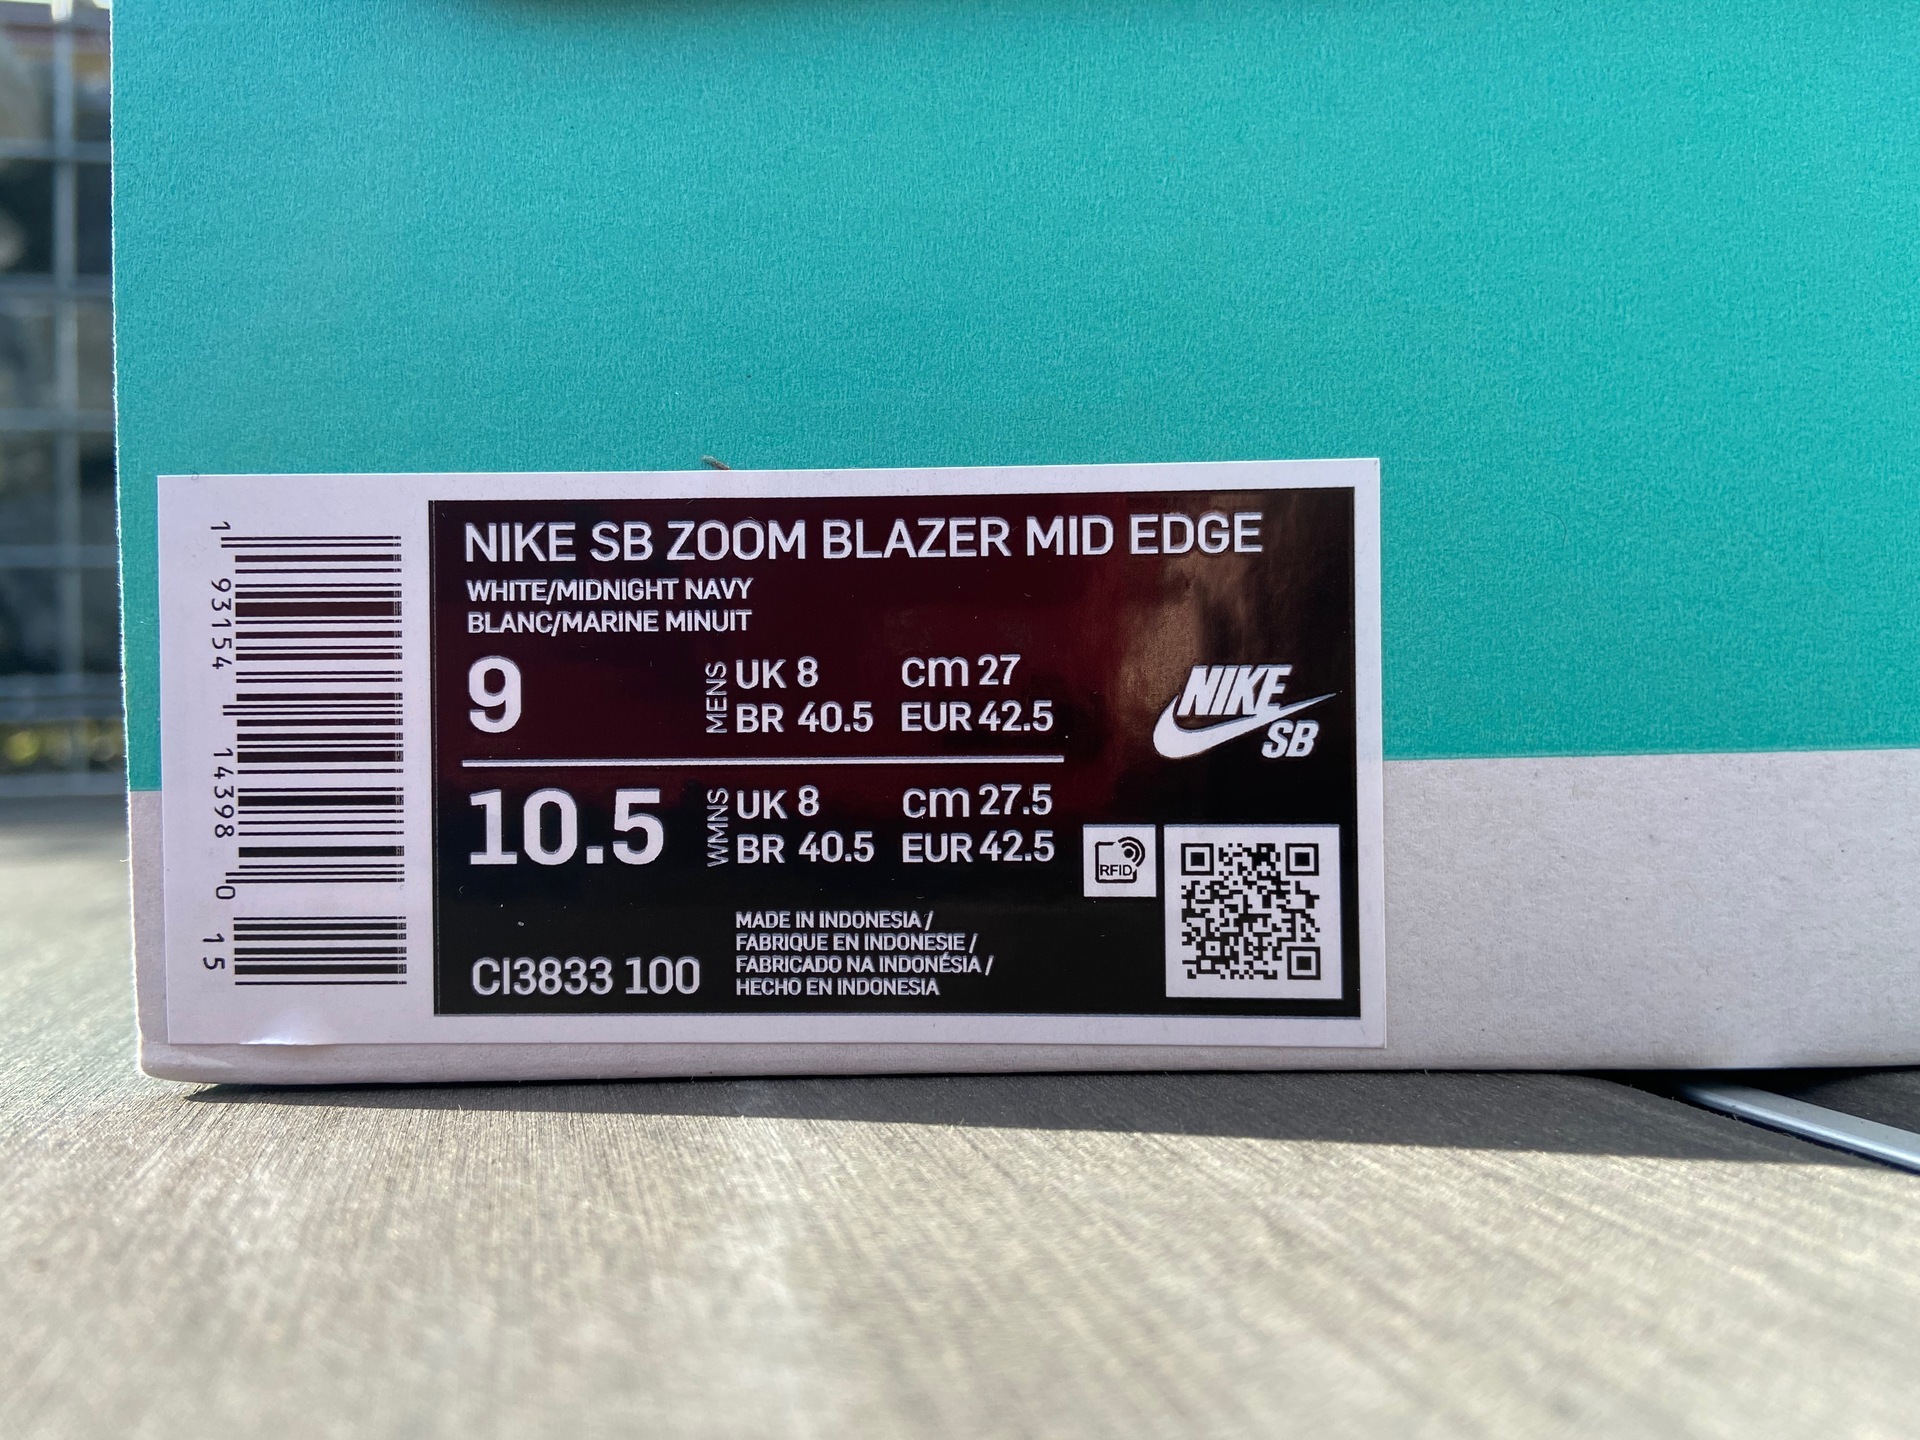 1 93154 14398 0 15
NIKE SB ZOOM BLAZER MID EDGE
WHITE/MIDNIGHT NAVY
BLANC/MARINE MINUIT
9 MENS UK 8 cm 27
BR 40.5 EUR 42.5
10.5 WMNS UK 8 cm 27.5
BR 40.5 EUR 42.5
NIKE
SB
RFID
MADE IN INDONESIA /
FABRIQUE EN INDONESIE /
FABRICADO NA INDONÉSIA /
HECHO EN INDONESIA
CI3833 100